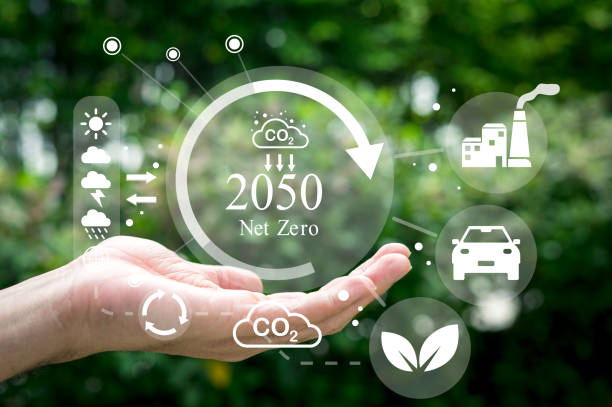 CO₂
2050
Net Zero
CO₂